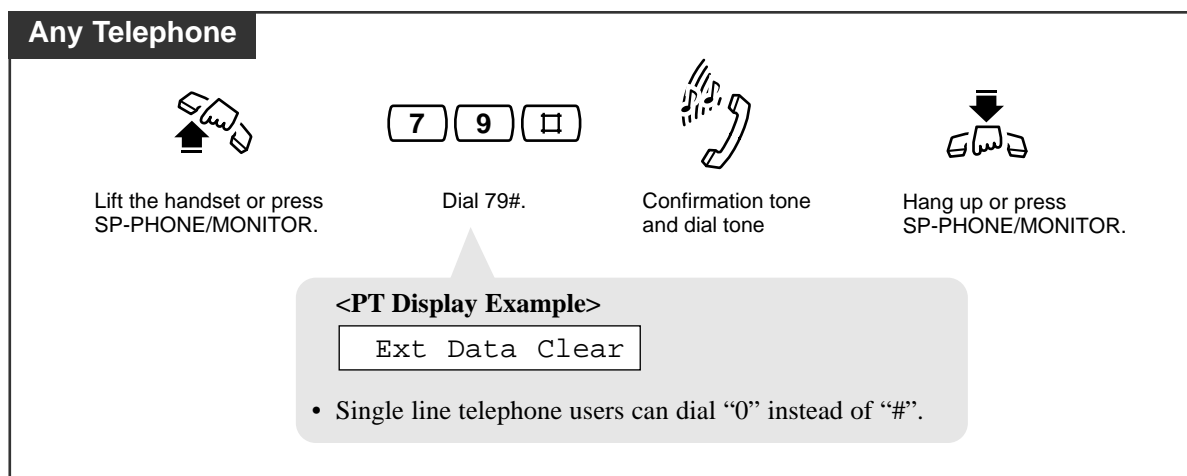 Any Telephone
7 9 #
Lift the handset or press
SP-PHONE/MONITOR.
Dial 79#.
Confirmation tone
and dial tone
Hang up or press
SP-PHONE/MONITOR.
<PT Display Example>
Ext Data Clear
• Single line telephone users can dial “0” instead of “#”.